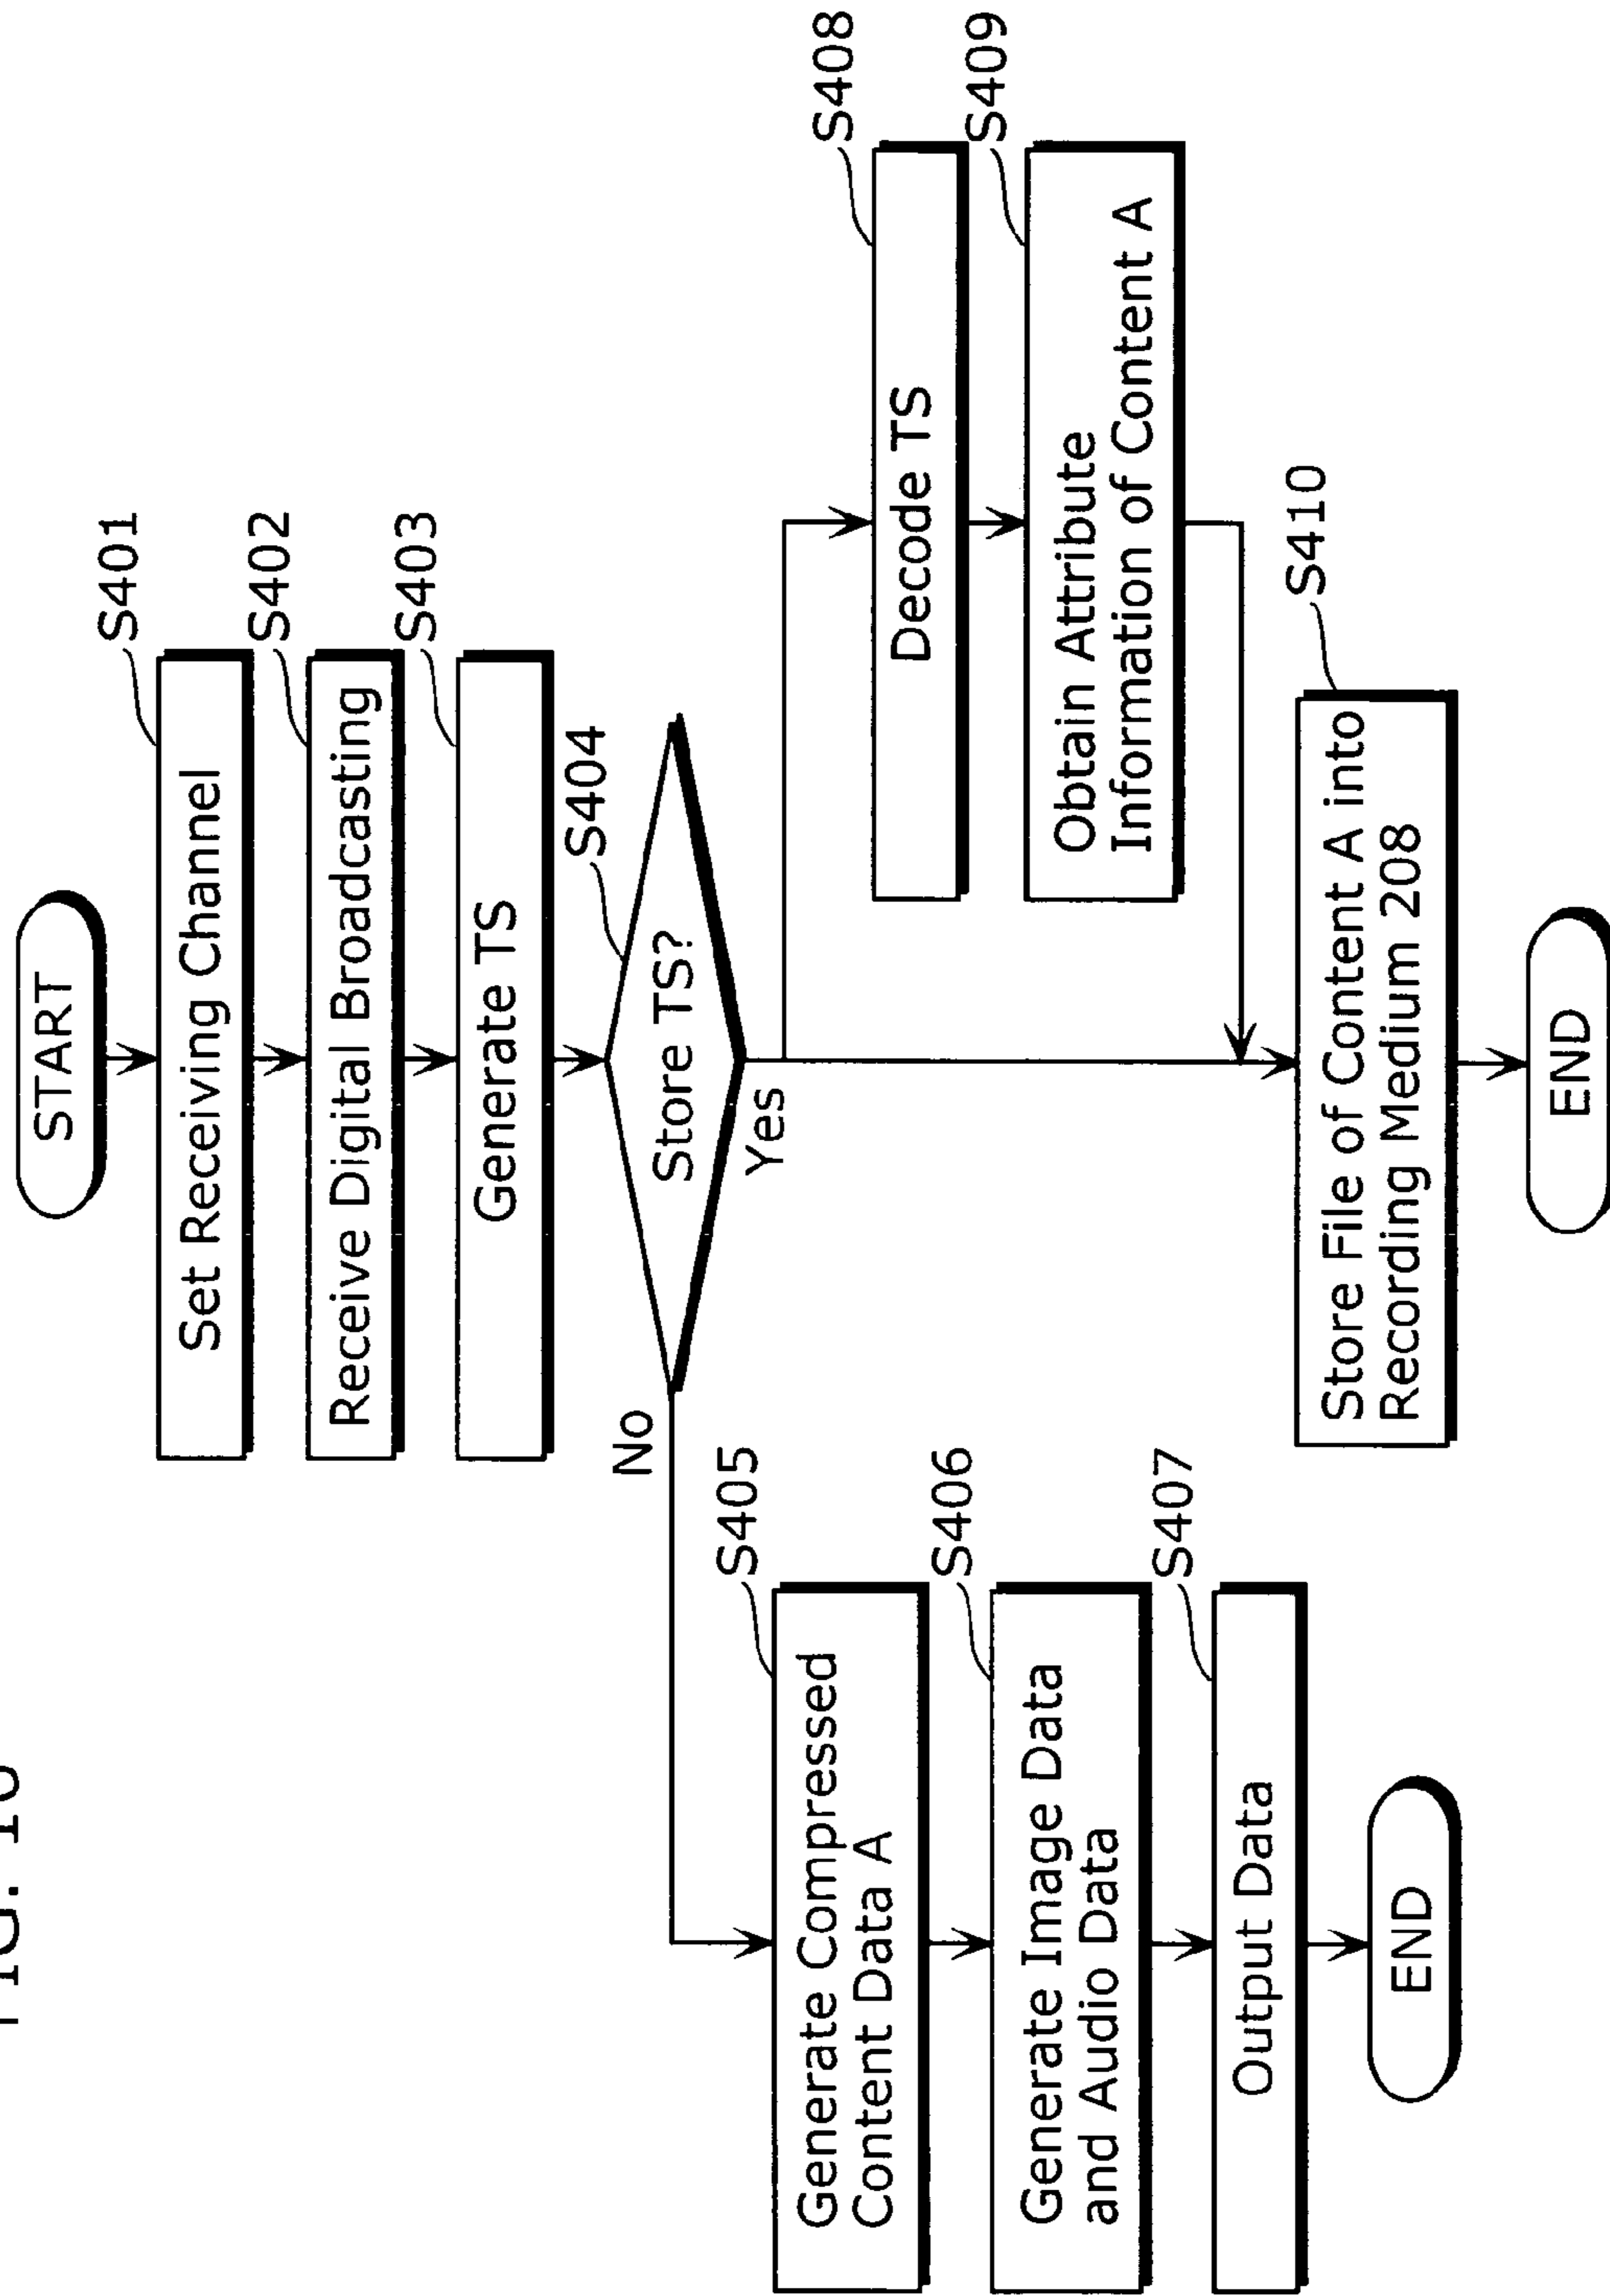 START
S401
Set Receiving Channel
S402
Receive Digital Broadcasting
S403
Generate TS
S404
Store TS?
No
Yes
S405
Generate Compressed
Content Data A
S406
Generate Image Data
and Audio Data
S407
Output Data
END
S408
Decode TS
S409
Obtain Attribute
Information of Content A
S410
Store File of Content A into
Recording Medium 208
END